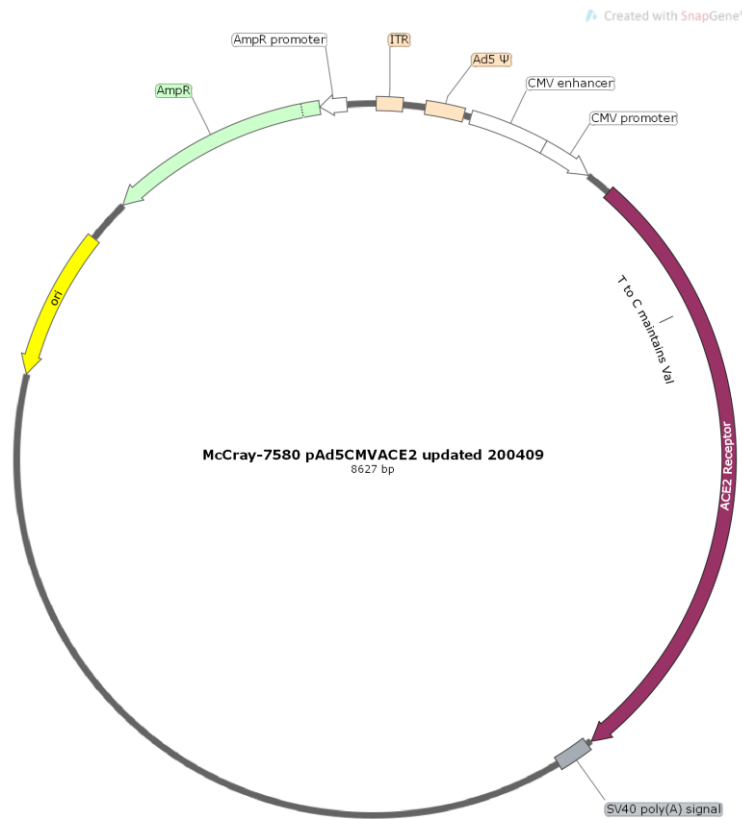 Created with SnapGene®
AmpR promoter
ITR
Ad5 Ψ
CMV enhancer
CMV promoter
AmpR
ori
T to C maintains Val
McCray-7580 pAd5CMVACE2 updated 200409
8627 bp
ACE2 Receptor
SV40 poly(A) signal